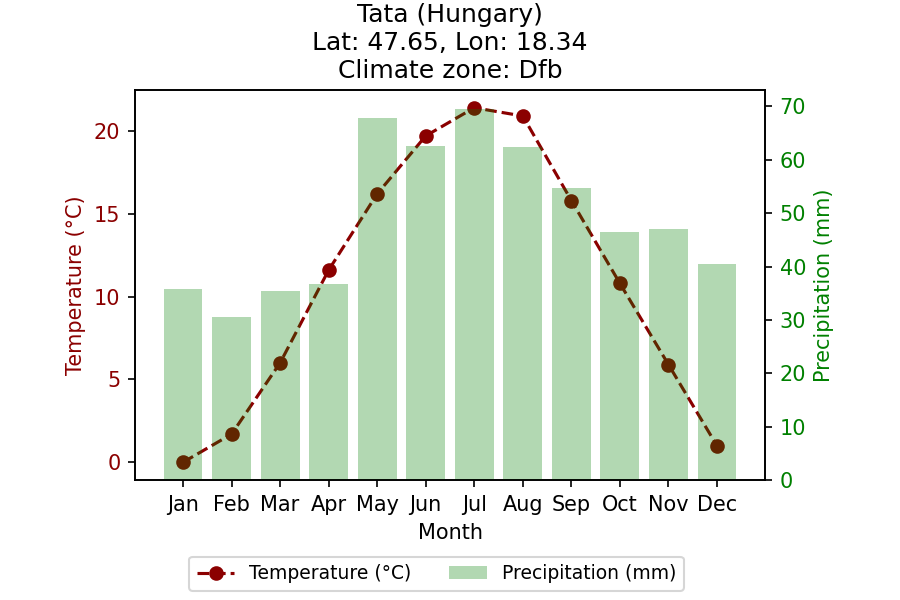 Tata (Hungary)
Lat: 47.65, Lon: 18.34
Climate zone: Dfb
Temperature (°C)
20
15
10
5
0
Precipitation (mm)
70
60
50
40
30
20
10
0
Jan Feb Mar Apr May Jun Jul Aug Sep Oct Nov Dec
Month
Temperature (°C) Precipitation (mm)